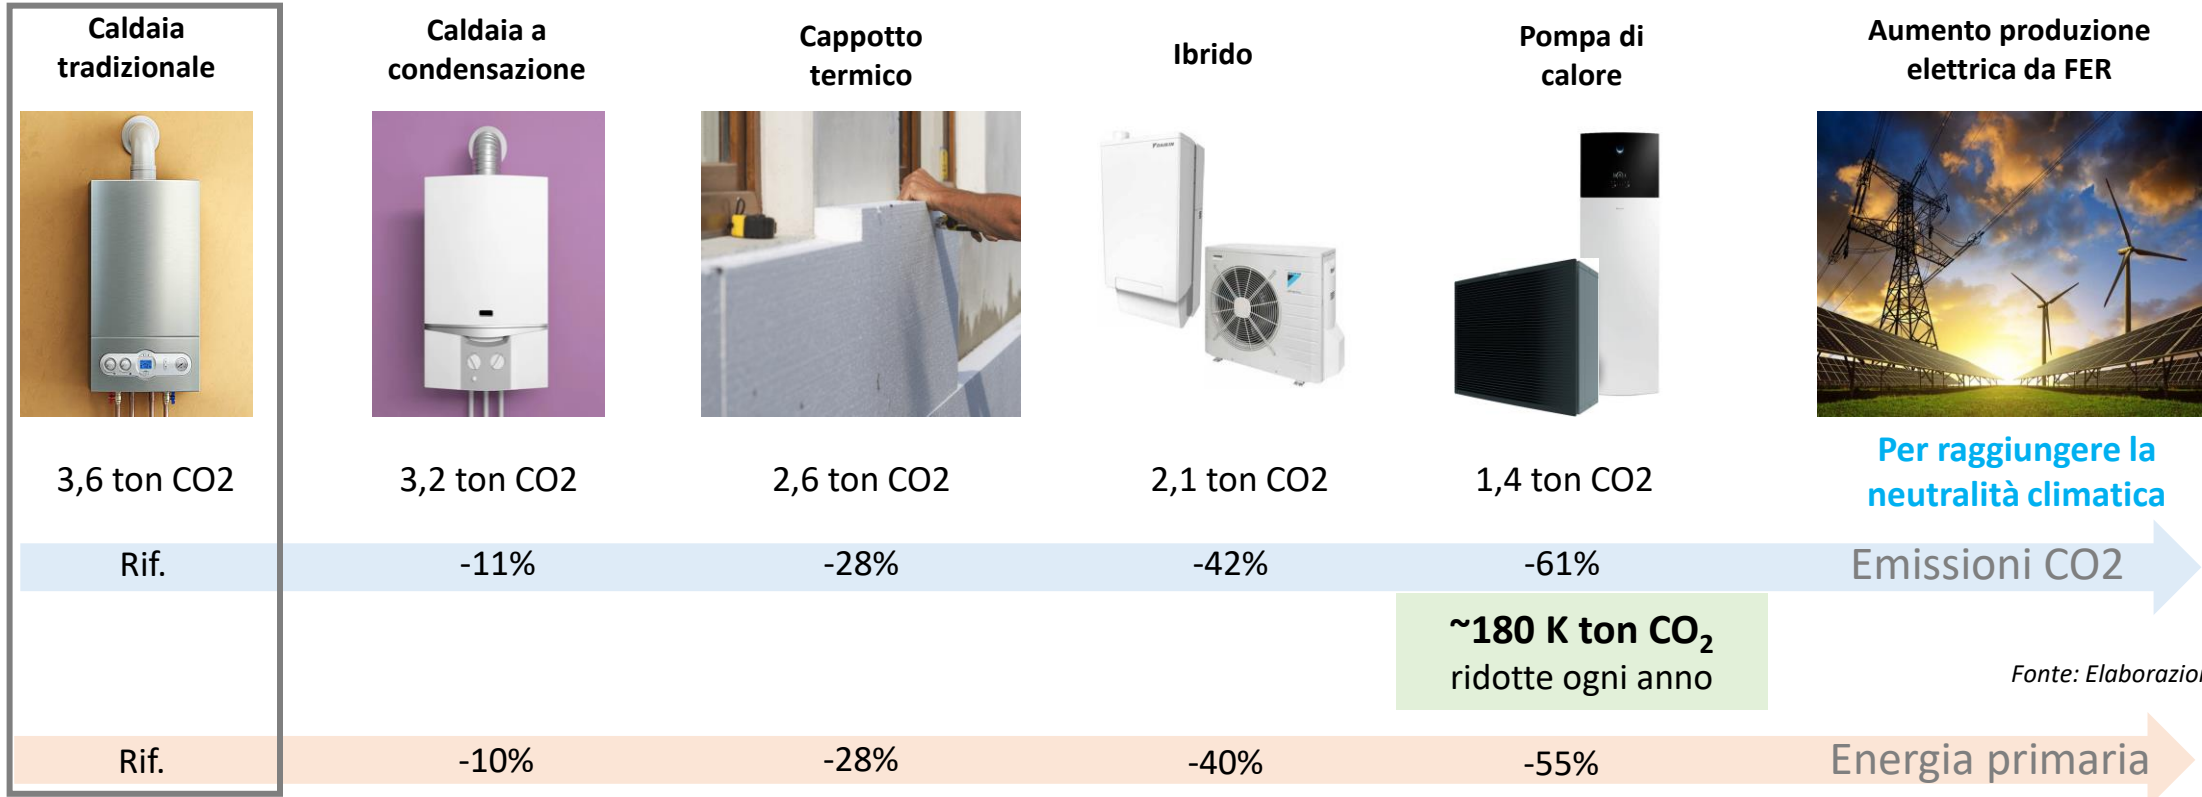 Caldaia
tradizionale
Caldaia a
condensazione
Cappotto
termico
Ibrido
Pompa di
calore
Aumento produzione
elettrica da FER
DAIKIN
3,6 ton CO2
3,2 ton CO2
2,6 ton CO2
2,1 ton CO2
1,4 ton CO2
Per raggiungere la
neutralità climatica
Rif.
-11%
-28%
-42%
-61%
Emissioni CO2
~180 K ton CO₂
ridotte ogni anno
Fonte: Elaborazion
Rif.
-10%
-28%
-40%
-55%
Energia primaria